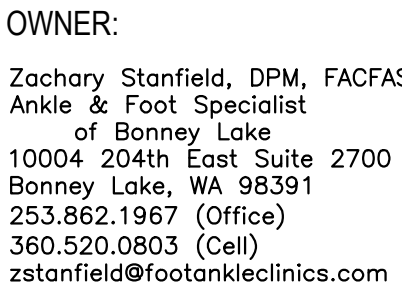 OWNER:
Zachary Stanfield, DPM, FACFAS
Ankle & Foot Specialist
of Bonney Lake
10004 204th East Suite 2700
Bonney Lake, WA 98391
253.862.1967 (Office)
360.520.0803 (Cell)
zstanfield@footankleclinics.com